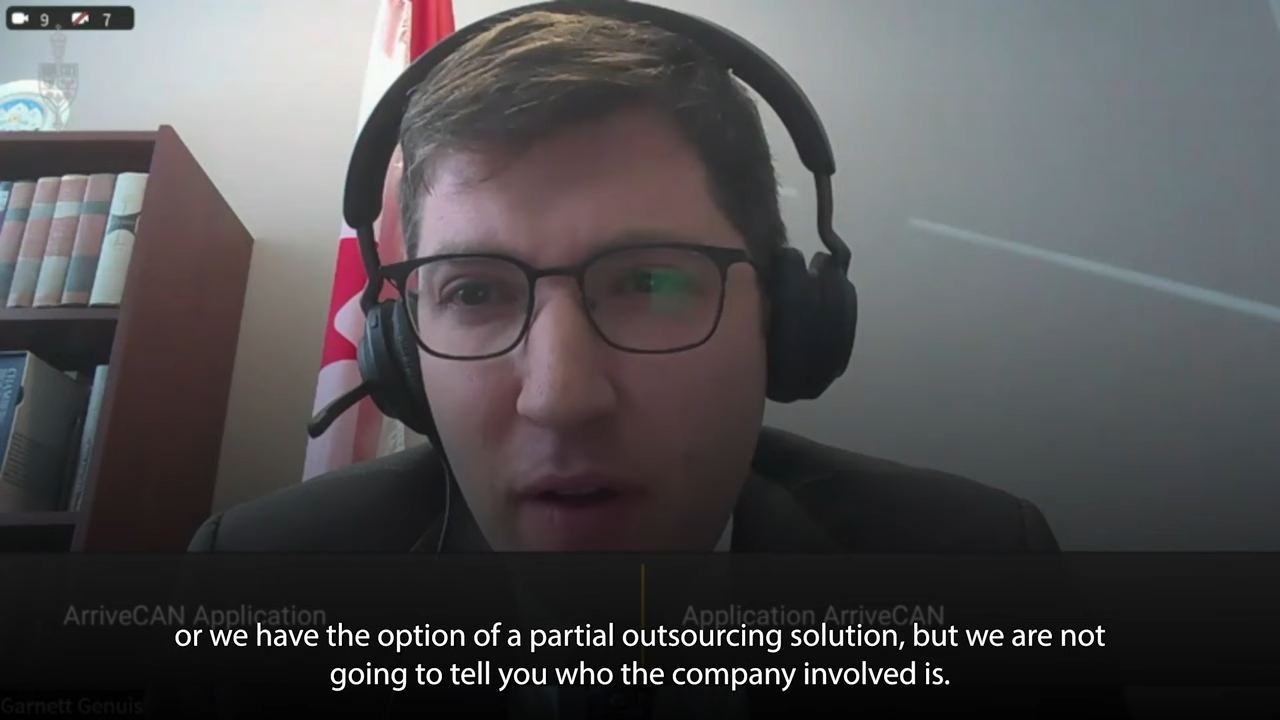 9 7
ArriveCAN Application
Application ArriveCAN
or we have the option of a partial outsourcing solution, but we are not
going to tell you who the company involved is.
Garnett Genuis